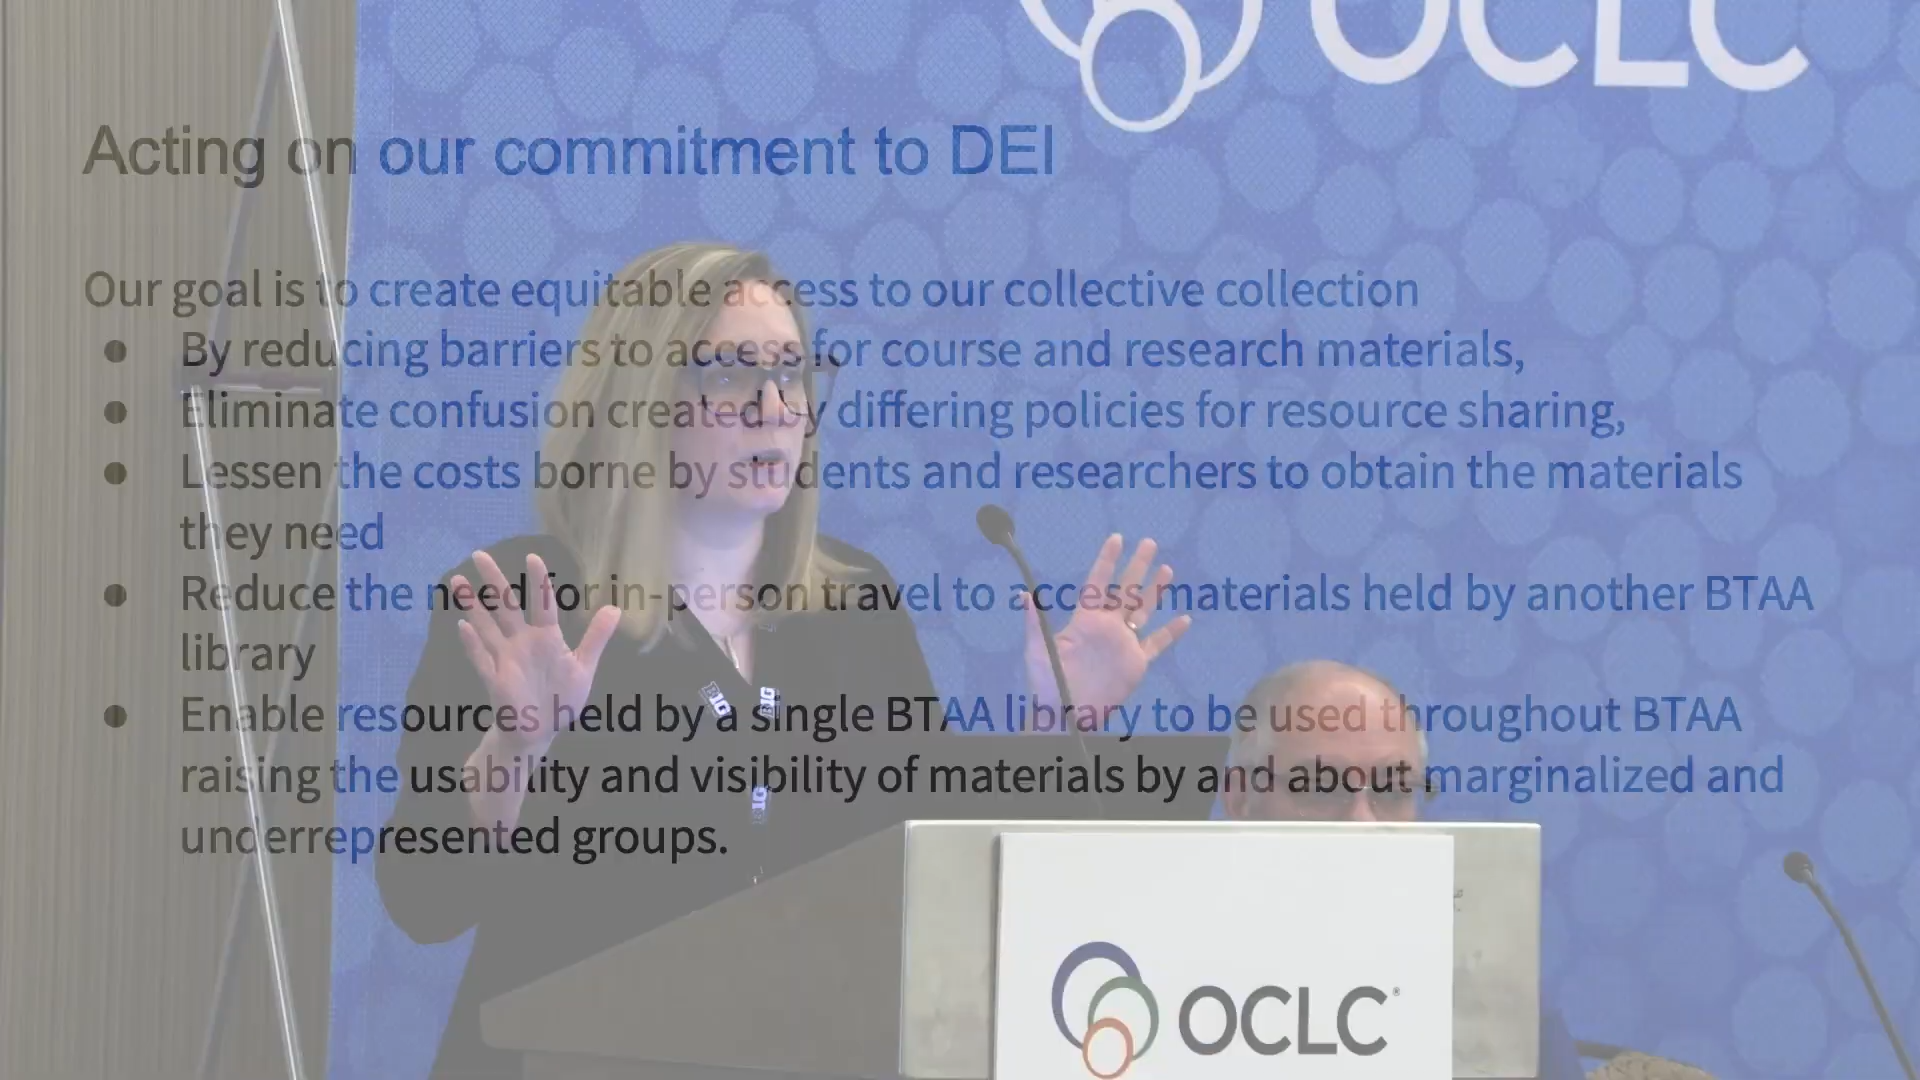 OCLC
Acting on our commitment to DEI
Our goal is to create equitable access to our collective collection
● By reducing barriers to access for course and research materials,
● Eliminate confusion created by differing policies for resource sharing,
● Lessen the costs borne by students and researchers to obtain the materials
they need
● Reduce the need for in-person travel to access materials held by another BTAA
library
● Enable resources held by a single BTAA library to be used throughout BTAA
raising the usability and visibility of materials by and about marginalized and
underrepresented groups.
B1G
B1G
B1G
OCLC®